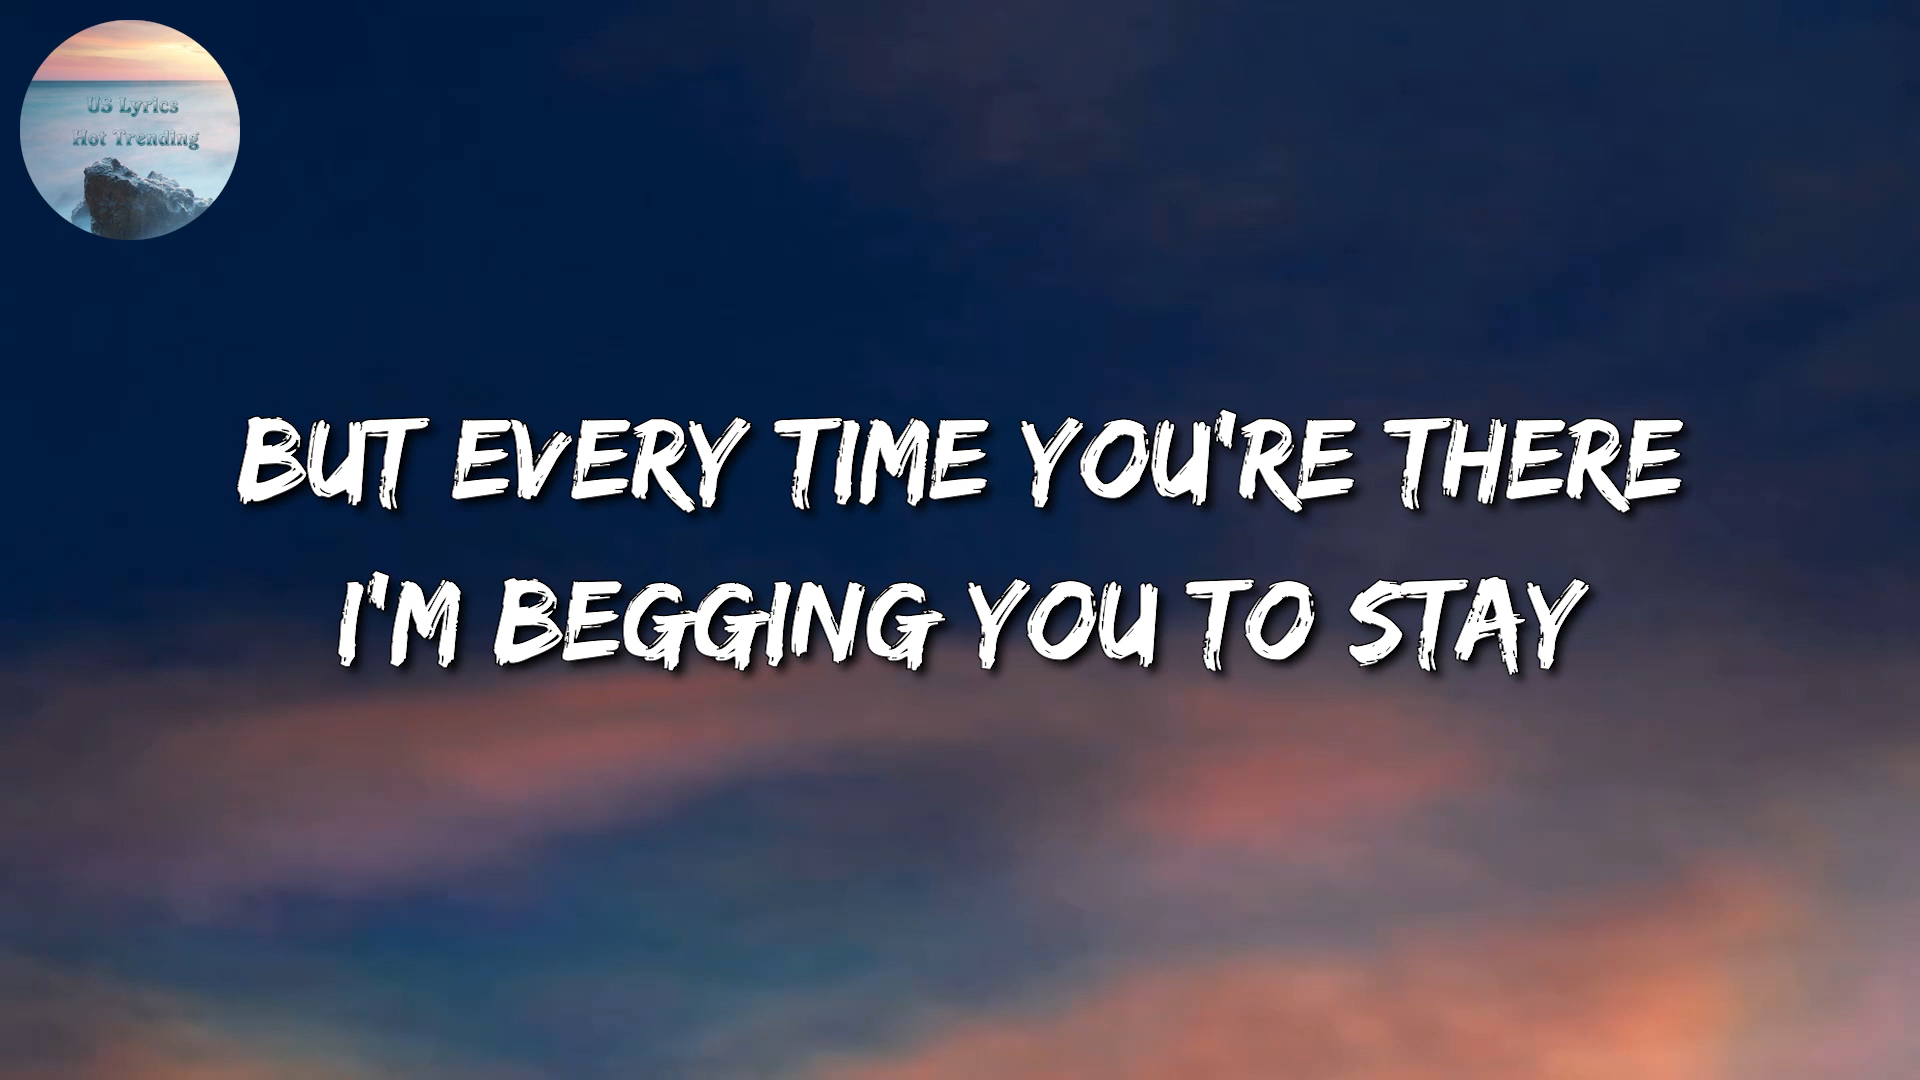 US Lyrics
Hot Trending
BUT EVERY TIME YOU'RE THERE
I'M BEGGING YOU TO STAY